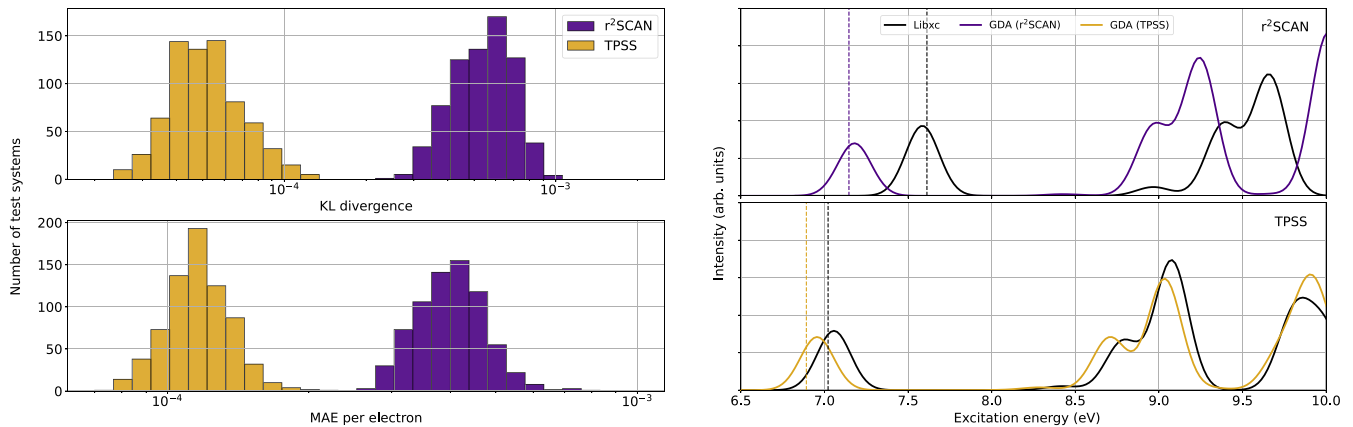 Number of test systems
150
100
50
0
r²SCAN
TPSS
10⁻⁴
10⁻³
KL divergence
200
150
100
50
0
10⁻⁴
10⁻³
MAE per electron
Intensity (arb. units)
Libxc
GDA (r²SCAN)
GDA (TPSS)
r²SCAN
TPSS
6.5
7.0
7.5
8.0
8.5
9.0
9.5
10.0
Excitation energy (eV)